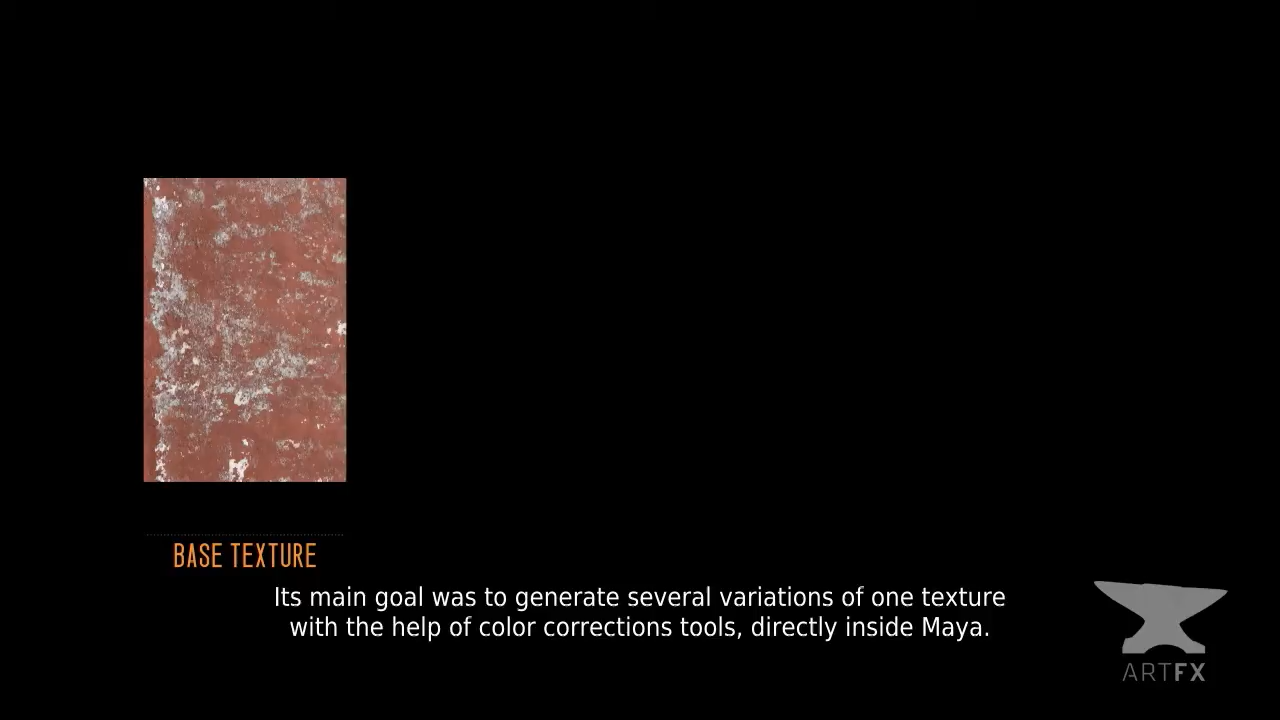 BASE TEXTURE
Its main goal was to generate several variations of one texture
with the help of color corrections tools, directly inside Maya.
ARTFX